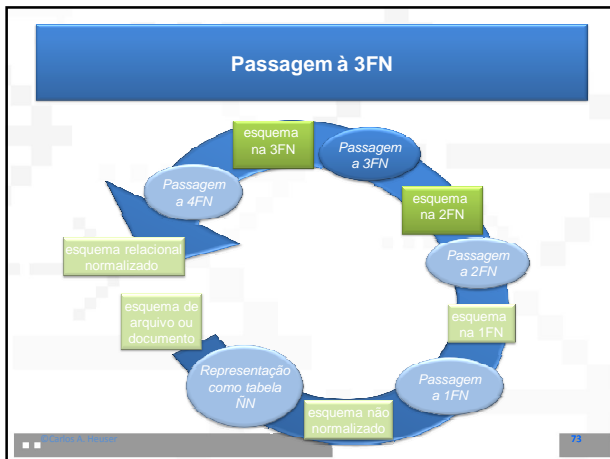 Passagem à 3FN
esquema
na 3FN
Passagem
a 3FN
Passagem
a 4FN
esquema
na 2FN
esquema relacional
normalizado
Passagem
a 2FN
esquema de
arquivo ou
documento
esquema
na 1FN
Representação
como tabela
ÑN
Passagem
a 1FN
esquema não
normalizado
©Carlos A. Heuser
73